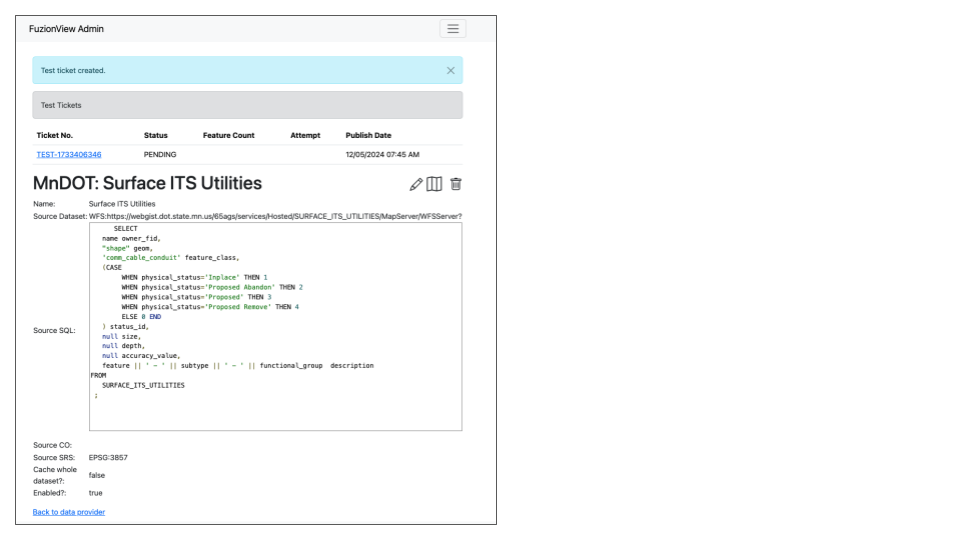 FuzionView Admin
Test ticket created.
Test Tickets
Ticket No. Status Feature Count Attempt Publish Date
TEST-1733406346 PENDING 12/05/2024 07:45 AM
MnDOT: Surface ITS Utilities
Name: Surface ITS Utilities
Source Dataset: WFS:https://webgist.dot.state.mn.us/65ags/services/Hosted/SURFACE_ITS_UTILITIES/MapServer/WFSServer?
Source SQL:
SELECT
name owner_fid,
"shape" geom,
'comm_cable_conduit' feature_class,
(CASE
WHEN physical_status='Inplace' THEN 1
WHEN physical_status='Proposed Abandon' THEN 2
WHEN physical_status='Proposed' THEN 3
WHEN physical_status='Proposed Remove' THEN 4
ELSE 0 END
) status_id,
null size,
null depth,
null accuracy_value,
feature || ' - ' || subtype || ' - ' || functional_group description
FROM
SURFACE_ITS_UTILITIES
;
Source CO:
Source SRS: EPSG:3857
Cache whole
dataset?: false
Enabled?: true
Back to data provider